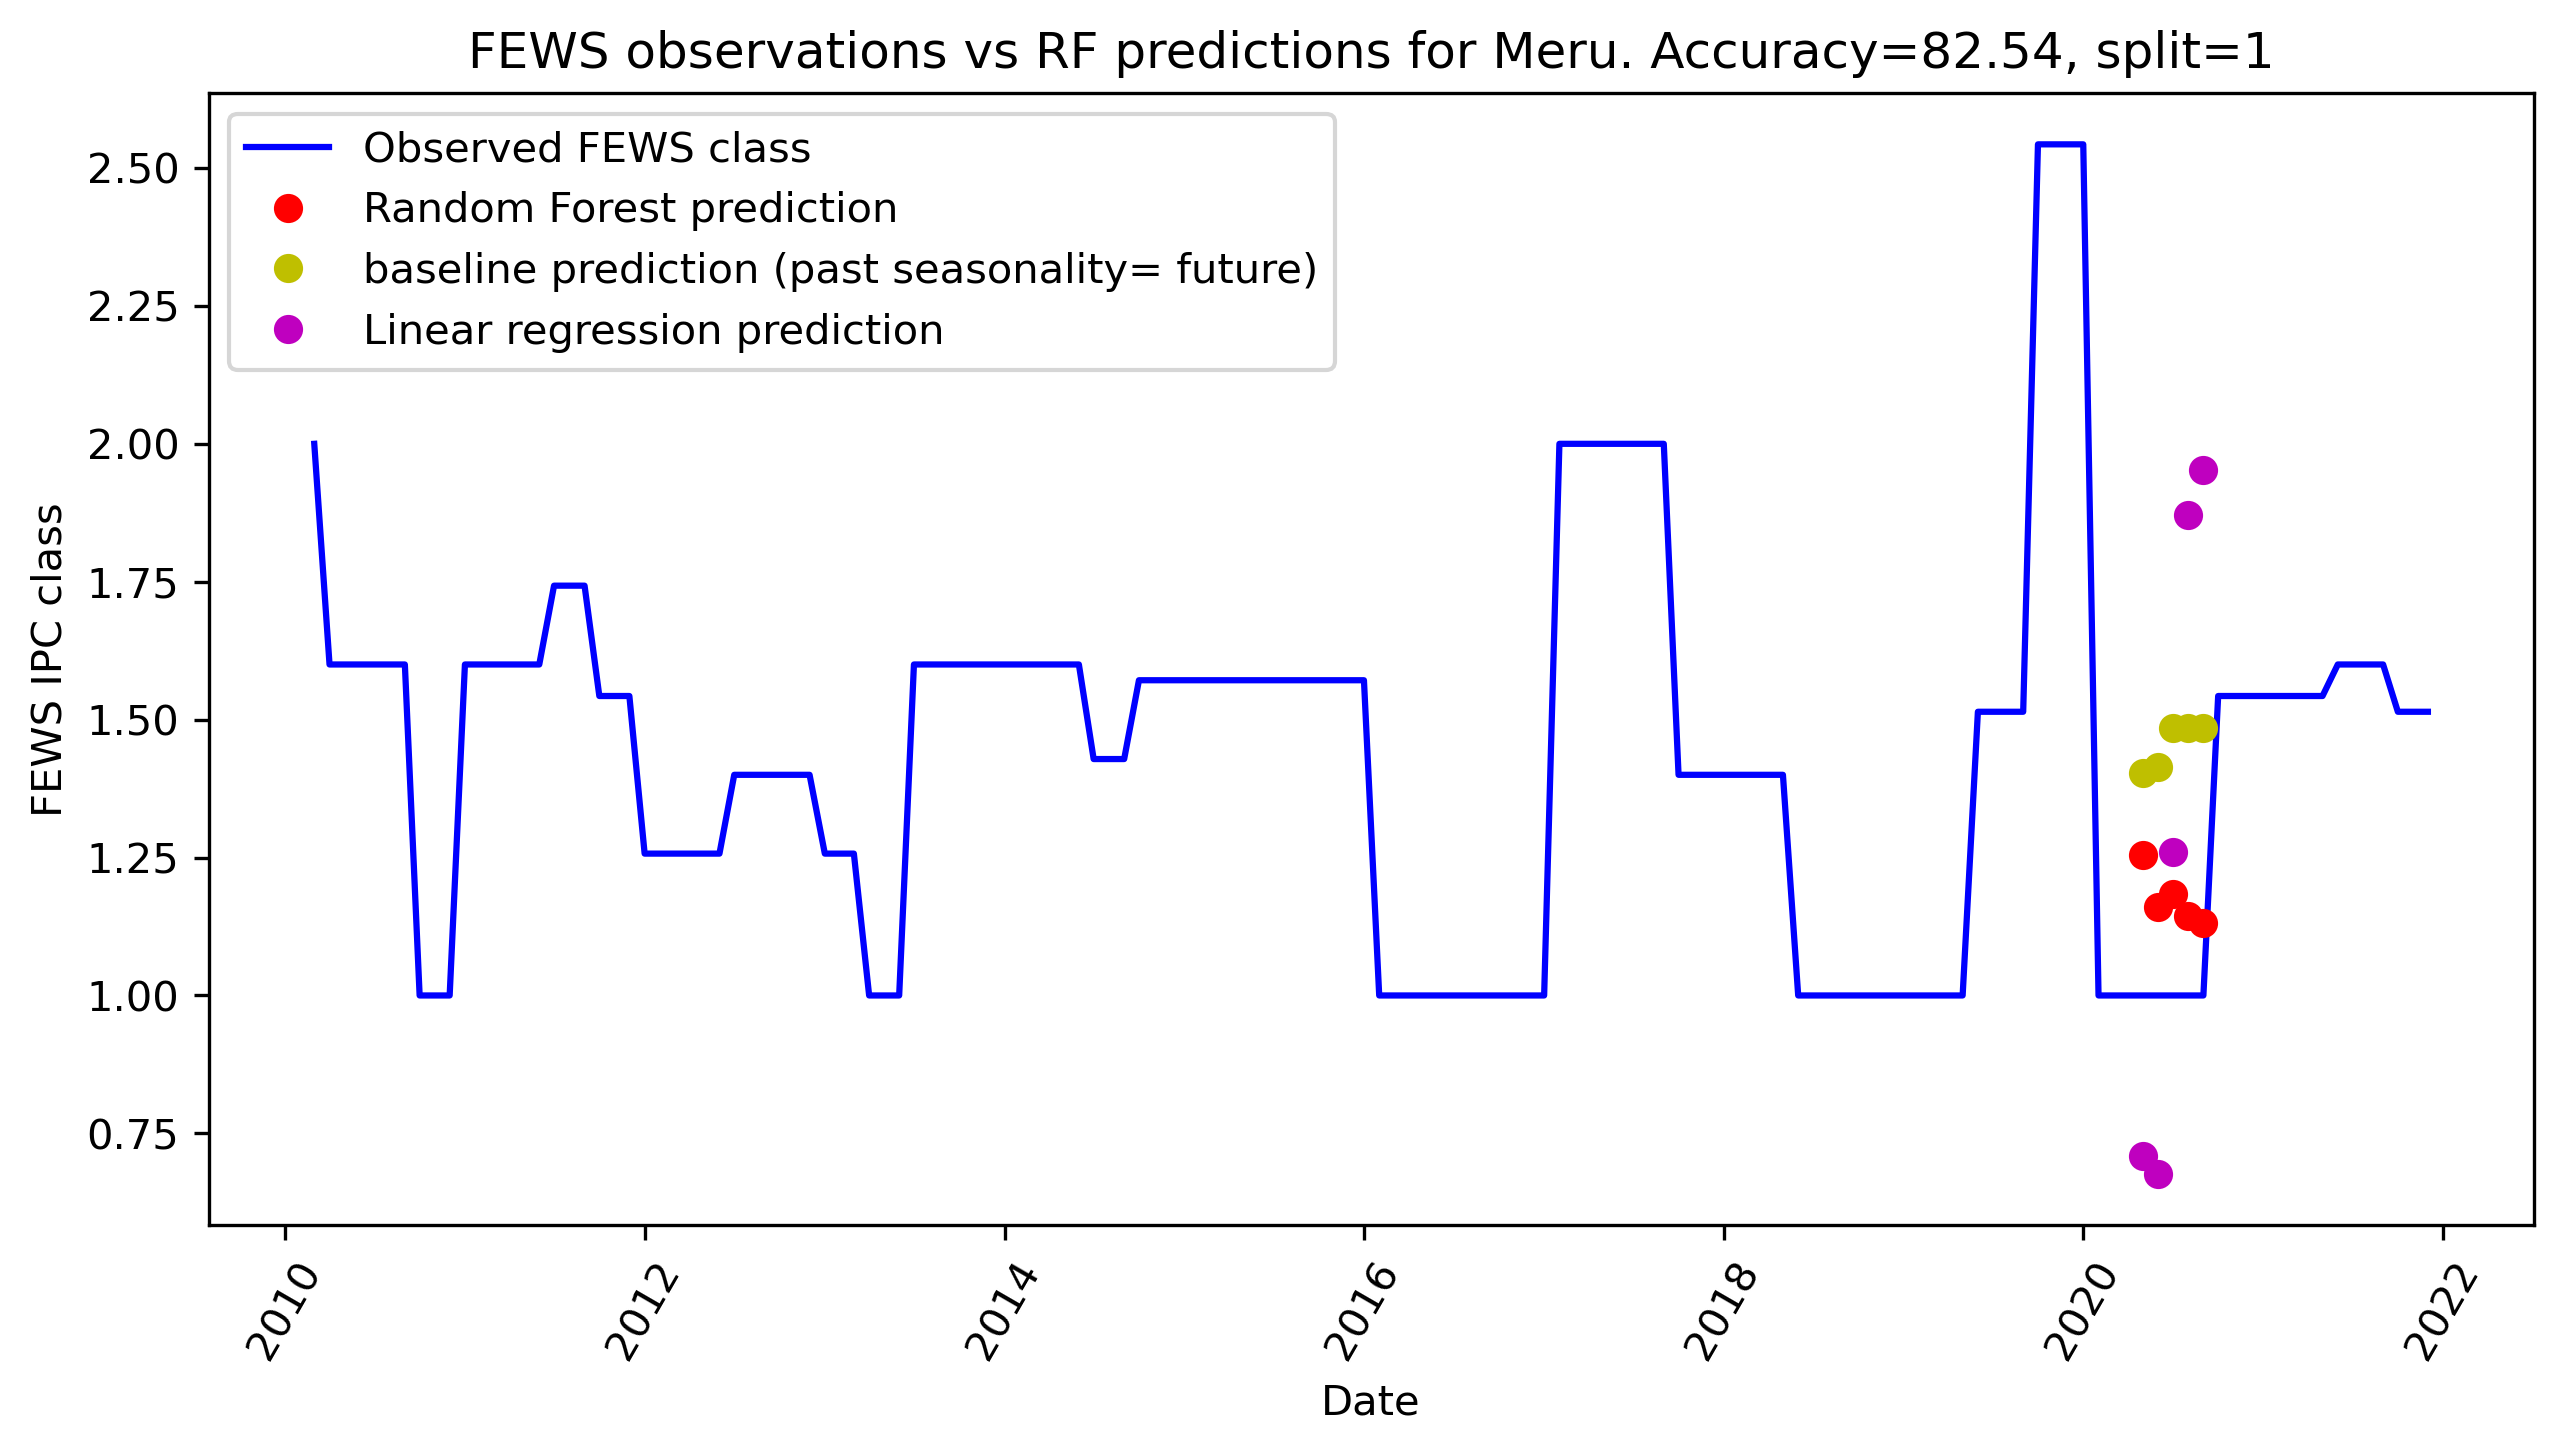 FEWS observations vs RF predictions for Meru. Accuracy=82.54, split=1
Observed FEWS class
Random Forest prediction
baseline prediction (past seasonality= future)
Linear regression prediction
FEWS IPC class
2.50
2.25
2.00
1.75
1.50
1.25
1.00
0.75
2010
2012
2014
2016
2018
2020
2022
Date